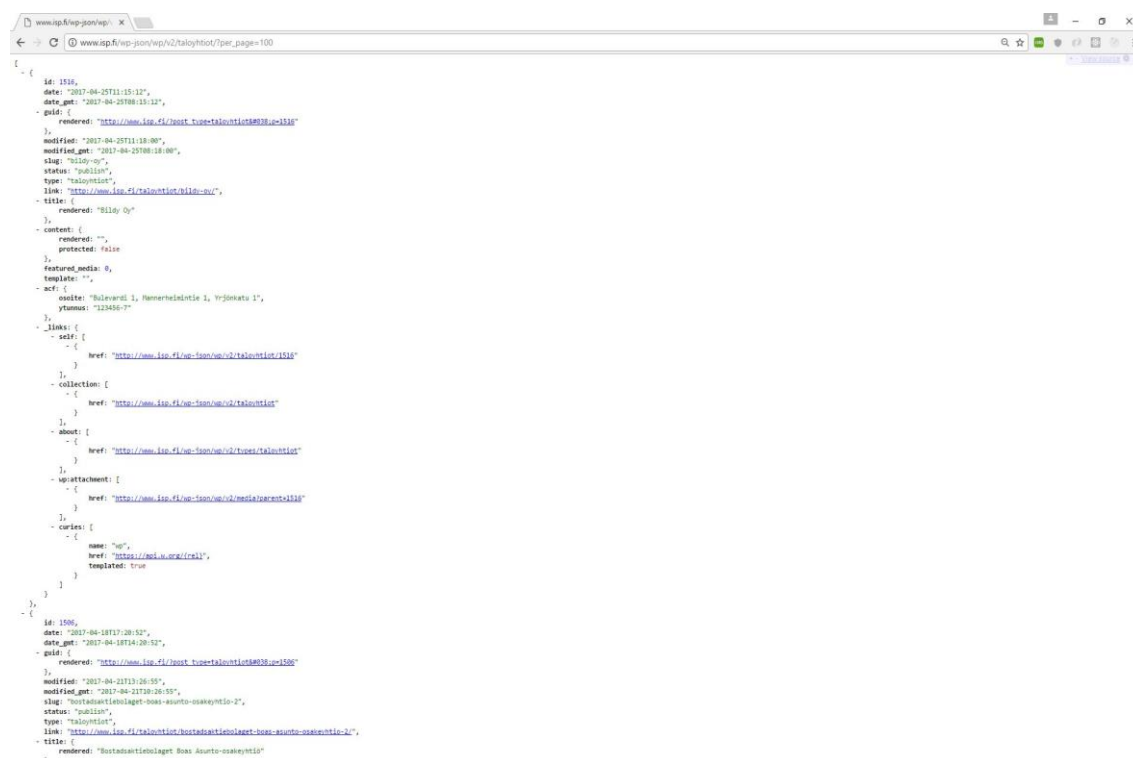 www.isp.fi/wp-json/wp/v
www.isp.fi/wp-json/wp/v2/taloyhtiot/?per_page=100
view source
[
- {
id: 1516,
date: "2017-04-25T11:15:12",
date_gmt: "2017-04-25T08:15:12",
- guid: {
rendered: "http://www.isp.fi/?post_type=taloyhtiot&#038;p=1516"
},
modified: "2017-04-25T11:18:00",
modified_gmt: "2017-04-25T08:18:00",
slug: "bildy-oy",
status: "publish",
type: "taloyhtiot",
link: "http://www.isp.fi/taloyhtiot/bildy-oy/",
- title: {
rendered: "Bildy Oy"
},
- content: {
rendered: "",
protected: false
},
featured_media: 0,
template: "",
- acf: {
osoite: "Bulevardi 1, Mannerheimintie 1, Yrjönkatu 1",
ytunnus: "123456-7"
},
- _links: {
- self: [
- {
href: "http://www.isp.fi/wp-json/wp/v2/taloyhtiot/1516"
}
],
- collection: [
- {
href: "http://www.isp.fi/wp-json/wp/v2/taloyhtiot"
}
],
- about: [
- {
href: "http://www.isp.fi/wp-json/wp/v2/types/taloyhtiot"
}
],
- wp:attachment: [
- {
href: "http://www.isp.fi/wp-json/wp/v2/media?parent=1516"
}
],
- curies: [
- {
name: "wp",
href: "https://api.w.org/{rel}",
templated: true
}
]
}
},
- {
id: 1506,
date: "2017-04-18T17:20:52",
date_gmt: "2017-04-18T14:20:52",
- guid: {
rendered: "http://www.isp.fi/?post_type=taloyhtiot&#038;p=1506"
},
modified: "2017-04-21T13:26:55",
modified_gmt: "2017-04-21T10:26:55",
slug: "bostadsaktiebolaget-boas-asunto-osakeyhtio-2",
status: "publish",
type: "taloyhtiot",
link: "http://www.isp.fi/taloyhtiot/bostadsaktiebolaget-boas-asunto-osakeyhtio-2/",
- title: {
rendered: "Bostadsaktiebolaget Boas Asunto-osakeyhtiö"